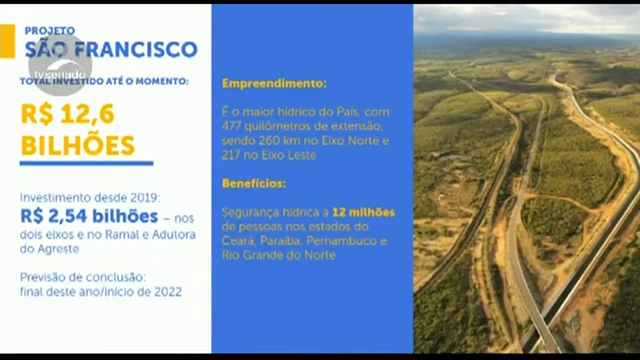 PROJETO
SÃO FRANCISCO
tvsenado
TOTAL INVESTIDO ATÉ O MOMENTO:
R$ 12,6
BILHÕES
Investimento desde 2019:
R$ 2,54 bilhões – nos
dois eixos e no Ramal e Adutora
do Agreste
Previsão de conclusão:
final deste ano/início de 2022
Empreendimento:
É o maior hídrico do País, com
477 quilômetros de extensão,
sendo 260 km no Eixo Norte e
217 no Eixo Leste
Benefícios:
Segurança hídrica a 12 milhões
de pessoas nos estados do
Ceará, Paraíba, Pernambuco e
Rio Grande do Norte